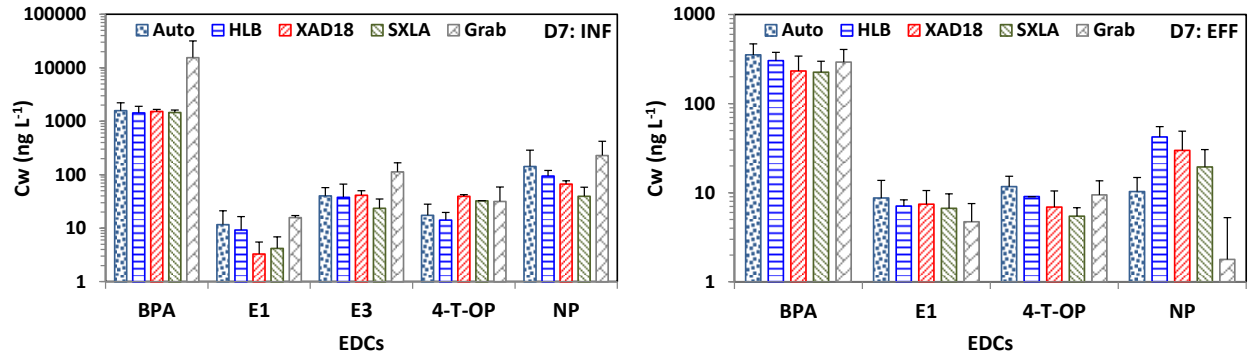 Auto HLB XAD18 SXLA Grab D7: INF
100000
10000
1000
100
10
1
Cw (ng L-1)
BPA E1 E3 4-T-OP NP
EDCs
Auto HLB XAD18 SXLA Grab D7: EFF
1000
100
10
1
Cw (ng L-1)
BPA E1 4-T-OP NP
EDCs